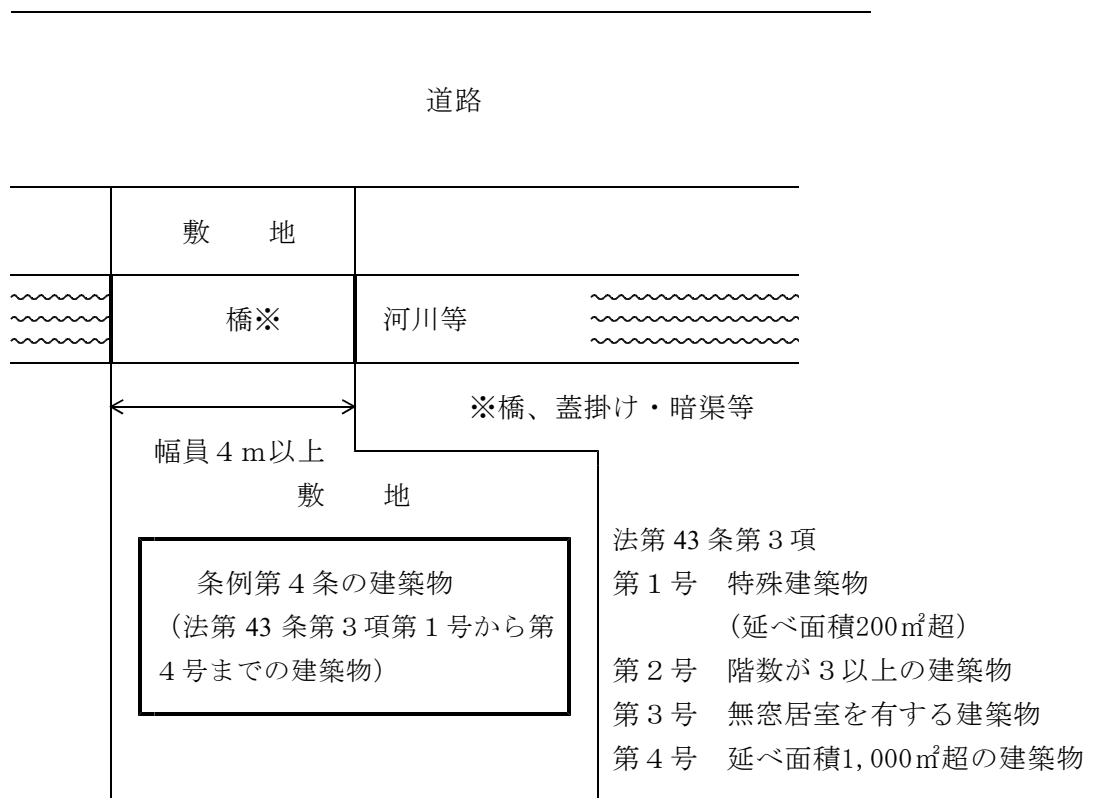 道路
敷　　地
橋※　河川等
※橋、蓋掛け・暗渠等
幅員４ｍ以上
敷　　地
法第 43 条第３項
条例第４条の建築物　第１号　特殊建築物
（法第 43 条第３項第１号から第　（延べ面積200㎡超）
４号までの建築物）　第２号　階数が３以上の建築物
第３号　無窓居室を有する建築物
第４号　延べ面積1,000㎡超の建築物